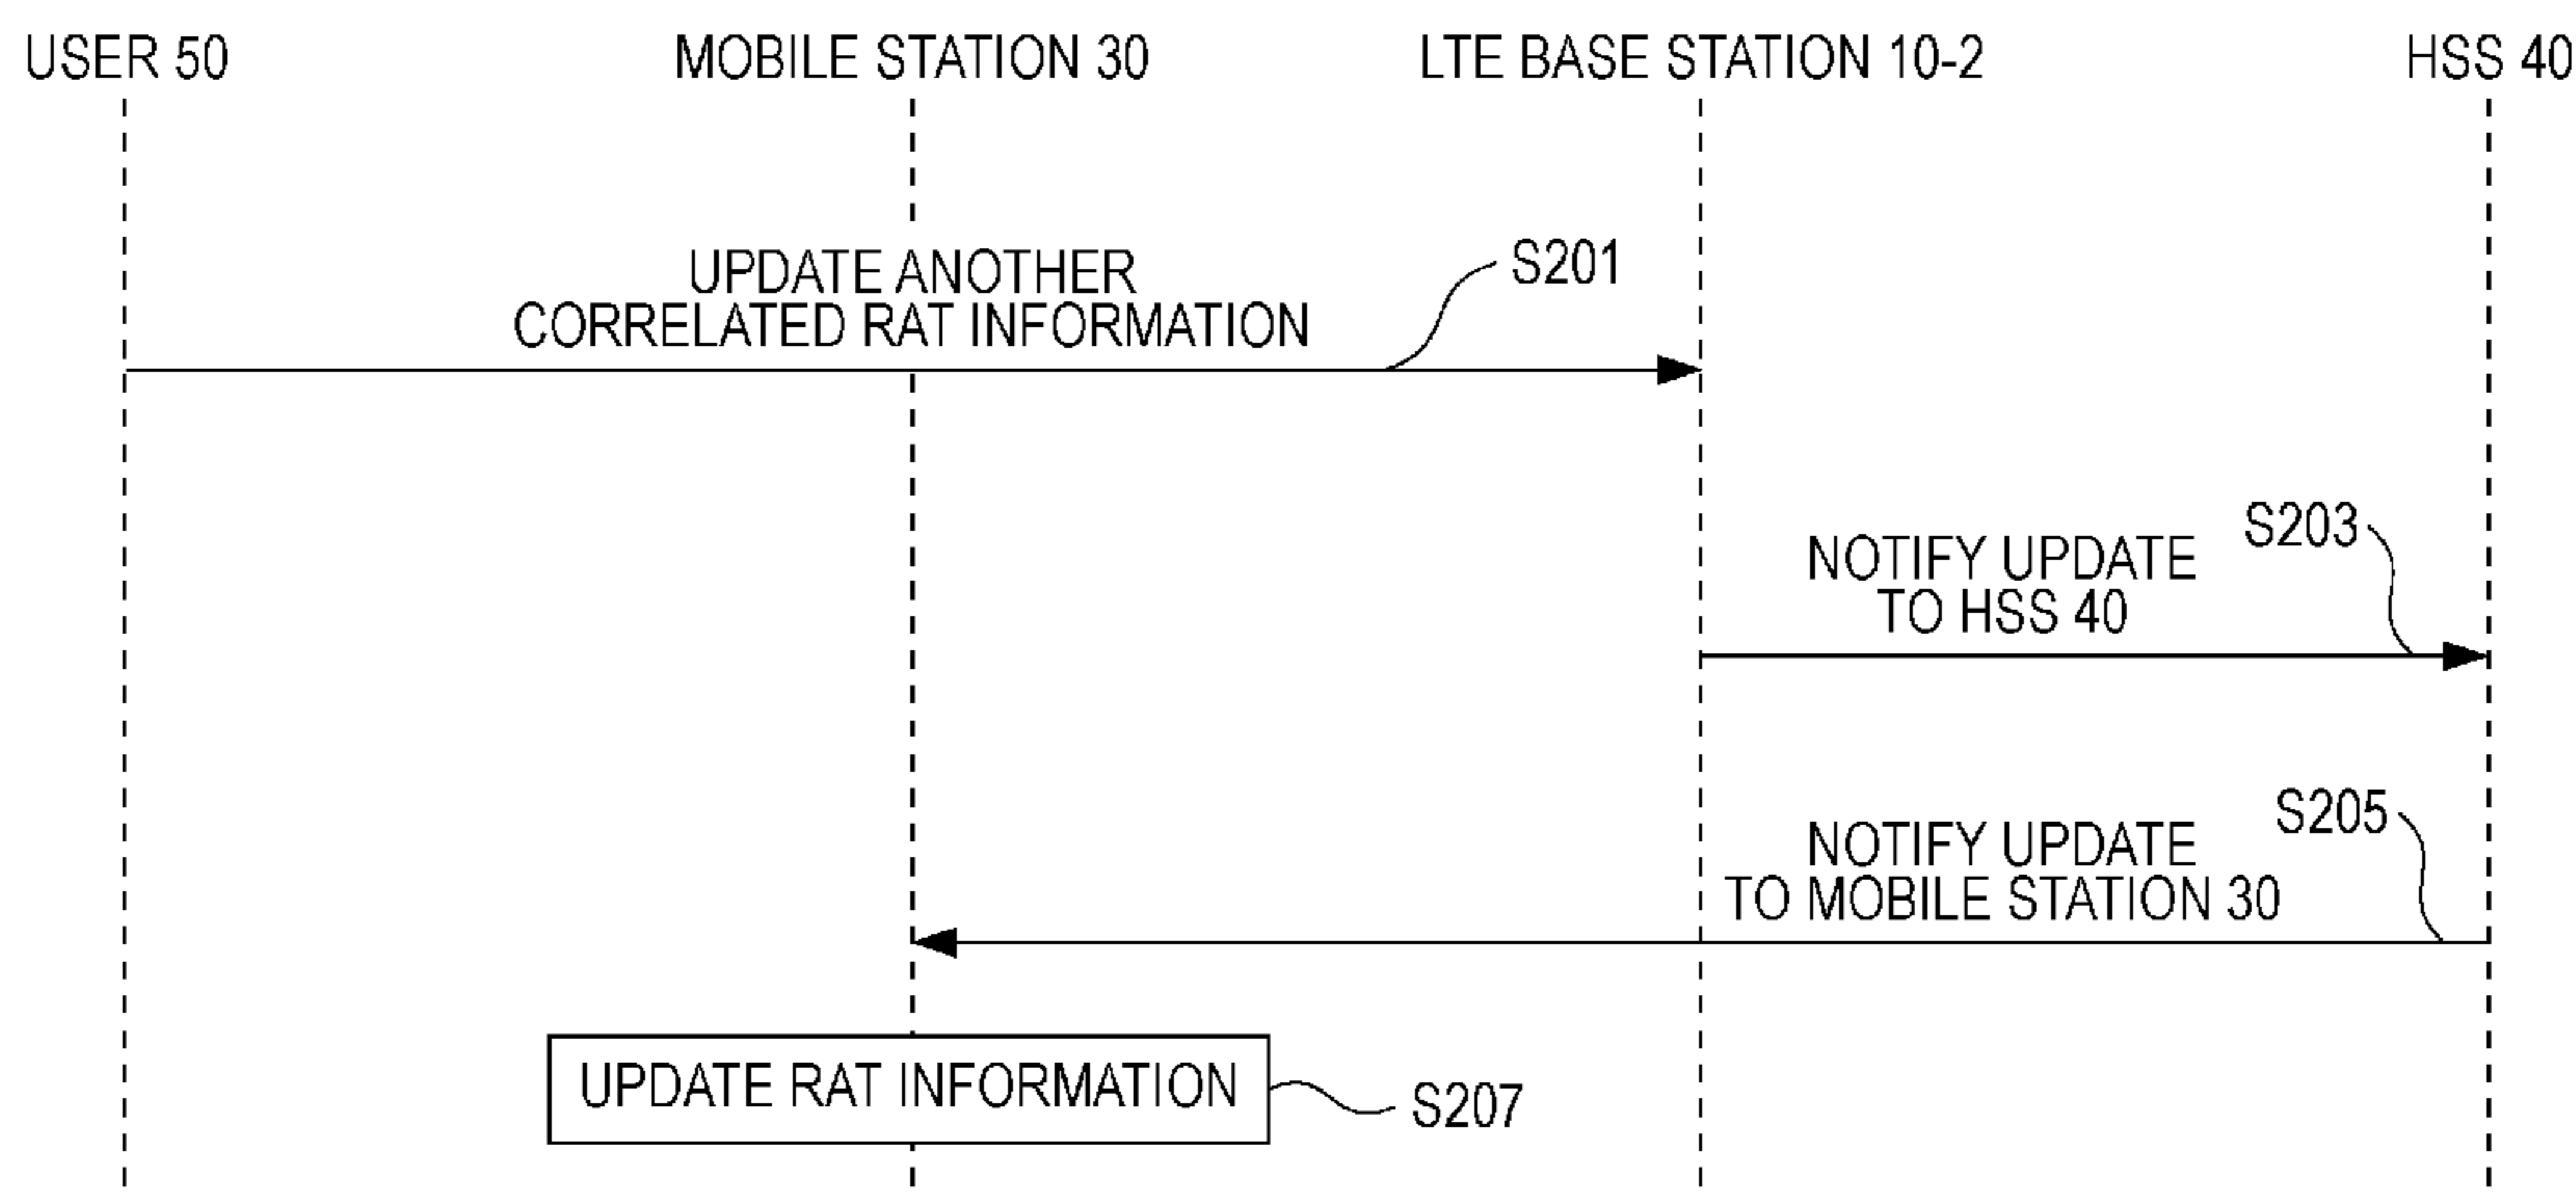 USER 50
MOBILE STATION 30
LTE BASE STATION 10-2
HSS 40
UPDATE ANOTHER
CORRELATED RAT INFORMATION
S201
S203
NOTIFY UPDATE
TO HSS 40
S205
NOTIFY UPDATE
TO MOBILE STATION 30
UPDATE RAT INFORMATION
S207